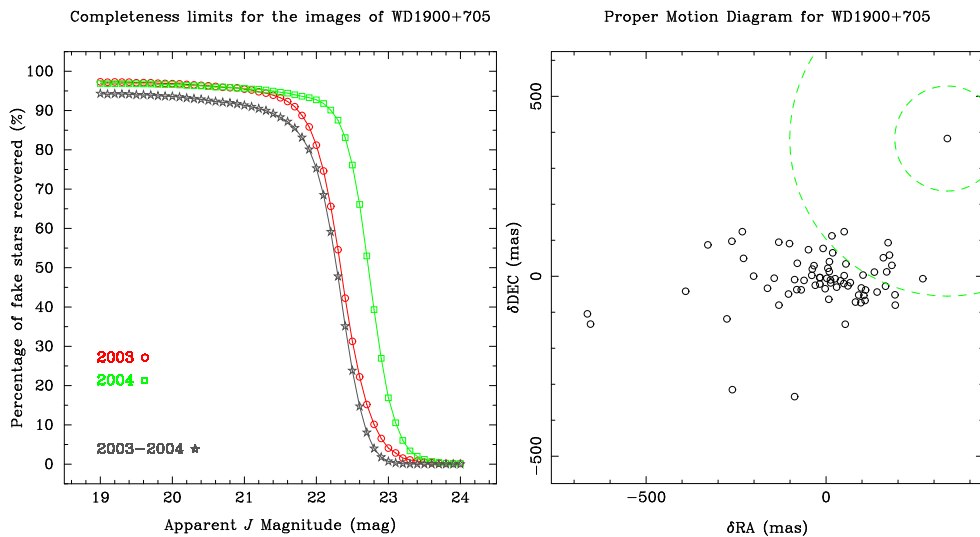 Completeness limits for the images of WD1900+705
Percentage of fake stars recovered (%)
100
90
80
70
60
50
40
30
20
10
0
2003
2004
2003−2004
19 20 21 22 23 24
Apparent J Magnitude (mag)
Proper Motion Diagram for WD1900+705
δDEC (mas)
500
0
−500
−500 0
δRA (mas)